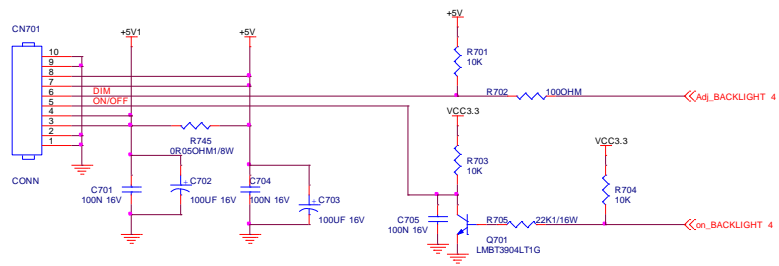 CN701
+5V1
+5V
+5V
10
9
8
7
6
5
4
3
2
1
DIM
ON/OFF
R701
10K
R702
100OHM
Adj_BACKLIGHT 4
VCC3.3
VCC3.3
R745
0R05OHM1/8W
R703
10K
R704
10K
CONN
C701
100N 16V
C702
100UF 16V
C704
100N 16V
C703
100UF 16V
C705
100N 16V
R705
22K1/16W
on_BACKLIGHT 4
Q701
LMBT3904LT1G